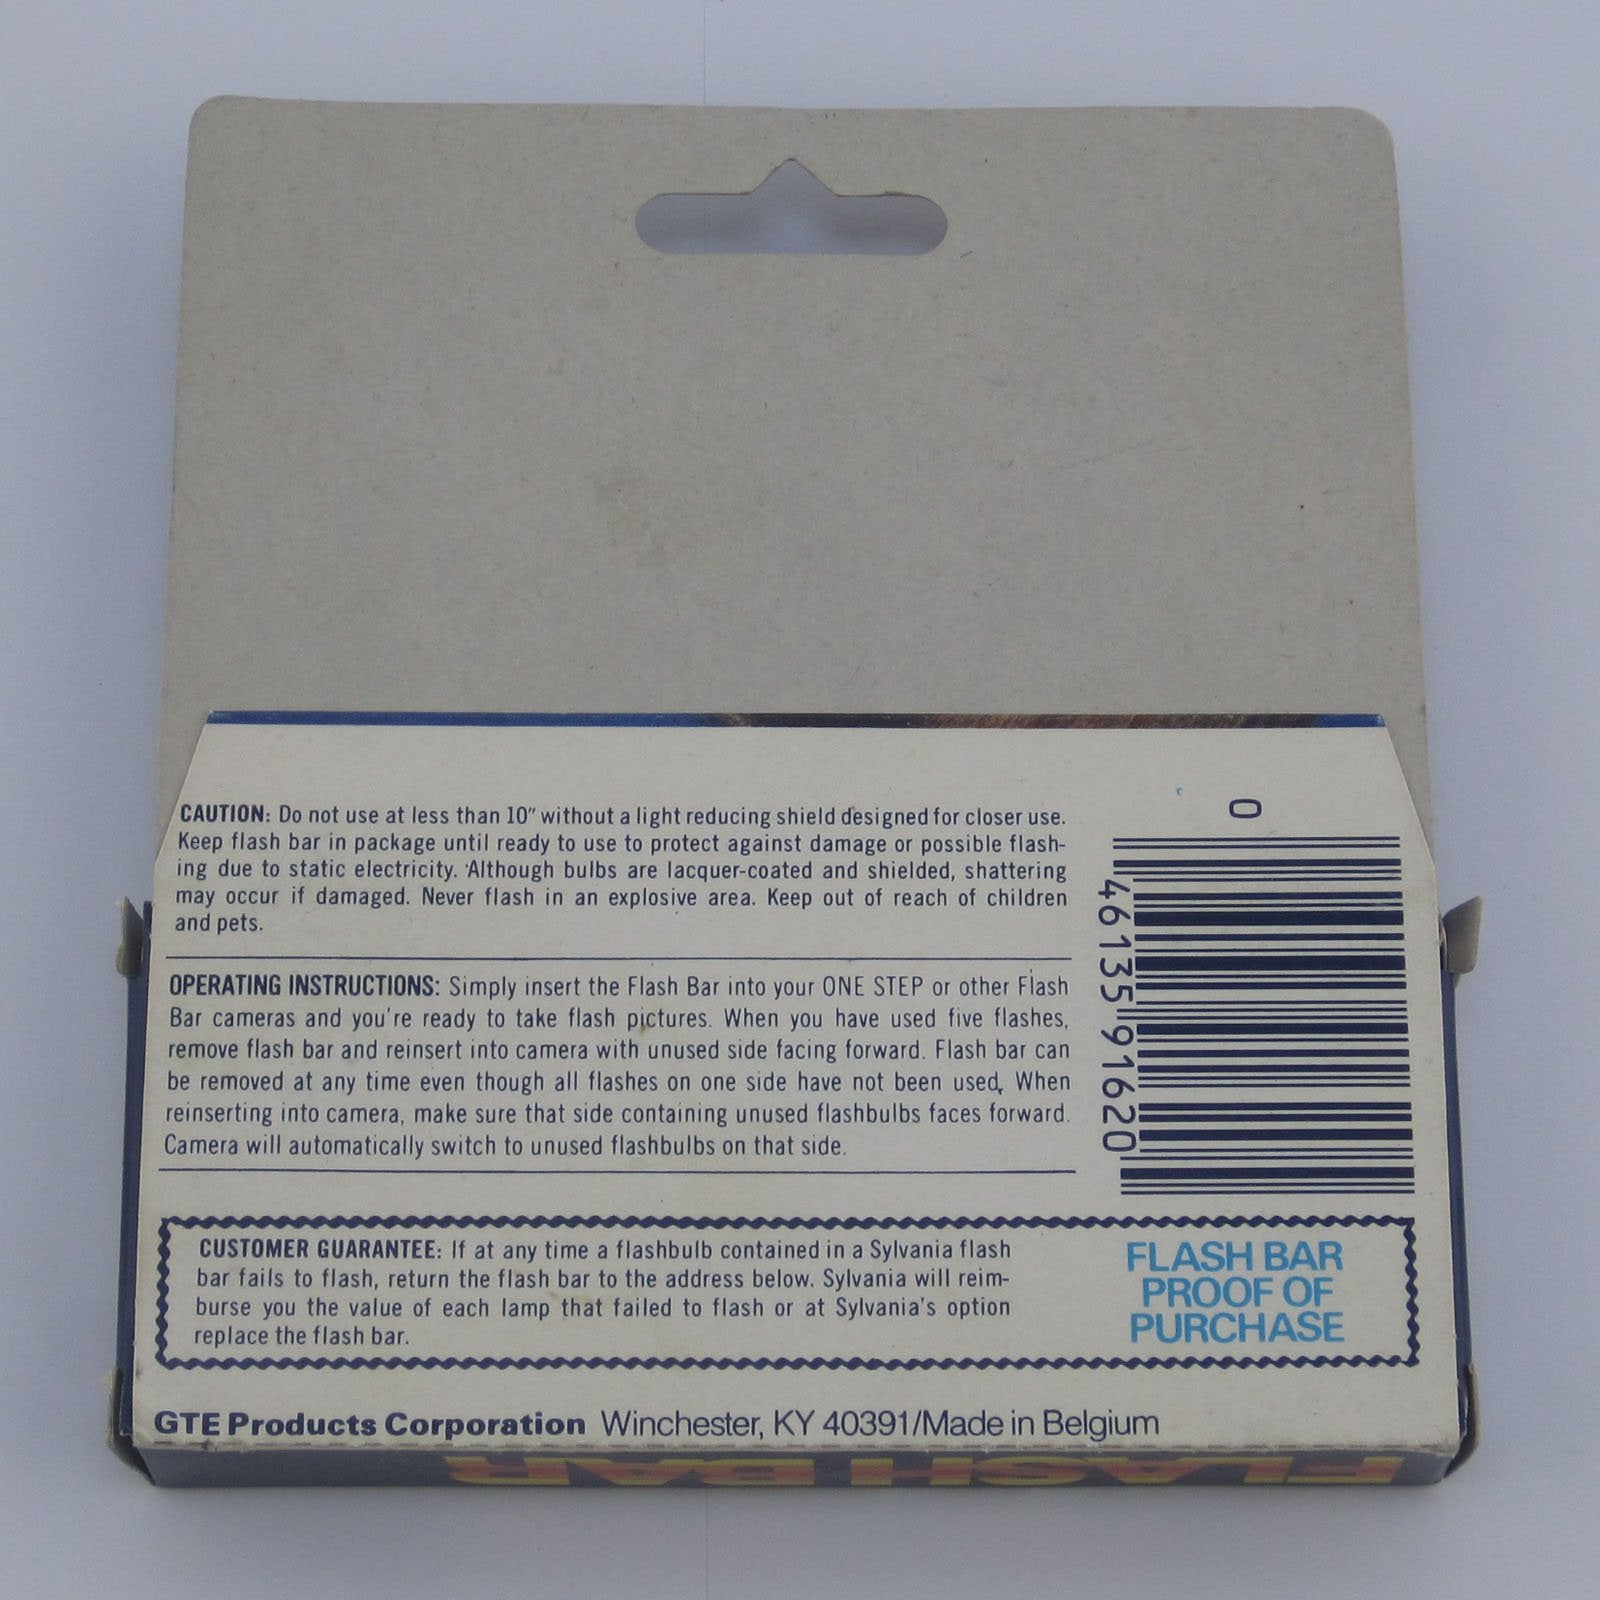 CAUTION: Do not use at less than 10" without a light reducing shield designed for closer use.
Keep flash bar in package until ready to use to protect against damage or possible flash-
ing due to static electricity. Although bulbs are lacquer-coated and shielded, shattering
may occur if damaged. Never flash in an explosive area. Keep out of reach of children
and pets.
OPERATING INSTRUCTIONS: Simply insert the Flash Bar into your ONE STEP or other Flash
Bar cameras and you're ready to take flash pictures. When you have used five flashes,
remove flash bar and reinsert into camera with unused side facing forward. Flash bar can
be removed at any time even though all flashes on one side have not been used. When
reinserting into camera, make sure that side containing unused flashbulbs faces forward.
Camera will automatically switch to unused flashbulbs on that side.
0
46135 91620
CUSTOMER GUARANTEE: If at any time a flashbulb contained in a Sylvania flash
bar fails to flash, return the flash bar to the address below. Sylvania will reim-
burse you the value of each lamp that failed to flash or at Sylvania's option
replace the flash bar.
FLASH BAR
PROOF OF
PURCHASE
GTE Products Corporation Winchester, KY 40391/Made in Belgium
FLASH BAR